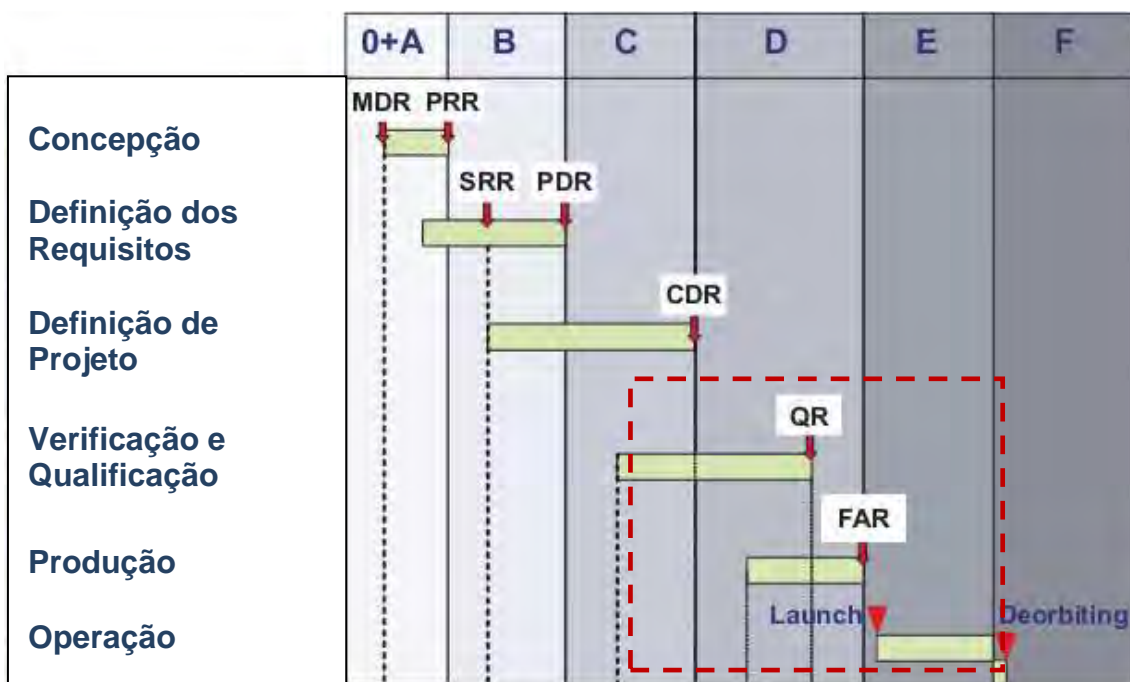 0+A B C D E F
MDR PRR
Concepção
SRR PDR
Definição dos
Requisitos
CDR
Definição de
Projeto
QR
Verificação e
Qualificação
FAR
Produção
Launch Deorbiting
Operação